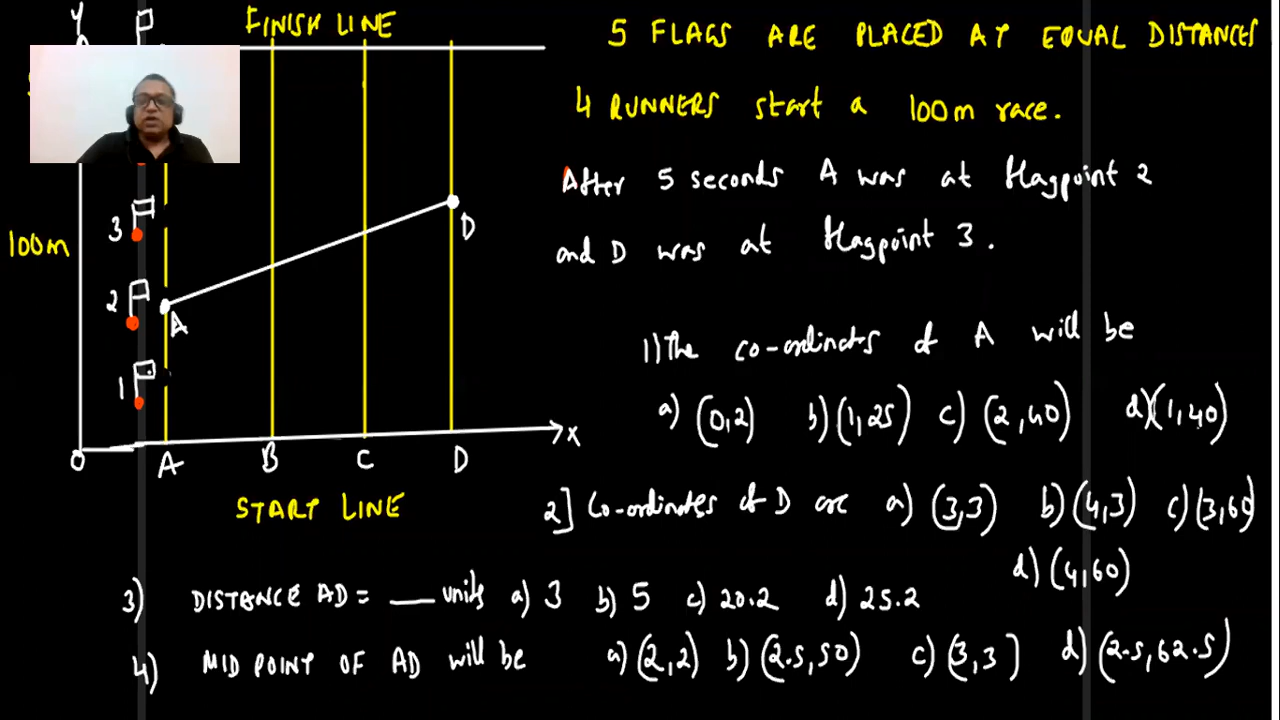 Y
FINISH LINE
5 FLAGS ARE PLACED AT EQUAL DISTANCES
4 RUNNERS start a 100m race.
After 5 seconds A was at flagpoint 2
and D was at flagpoint 3.
3
100m
D
2
A
1
O A B C D x
START LINE
1) The co-ordinates of A will be
a) (0,2) b) (1,25) c) (2,40) d) (1,40)
2] Co-ordinates of D are a) (3,3) b) (4,3) c) (3,60)
d) (4,60)
3) DISTANCE AD = __ units a) 3 b) 5 c) 20.2 d) 25.2
4) MID POINT OF AD will be a) (2,2) b) (2.5,50) c) (3,3) d) (2.5,62.5)